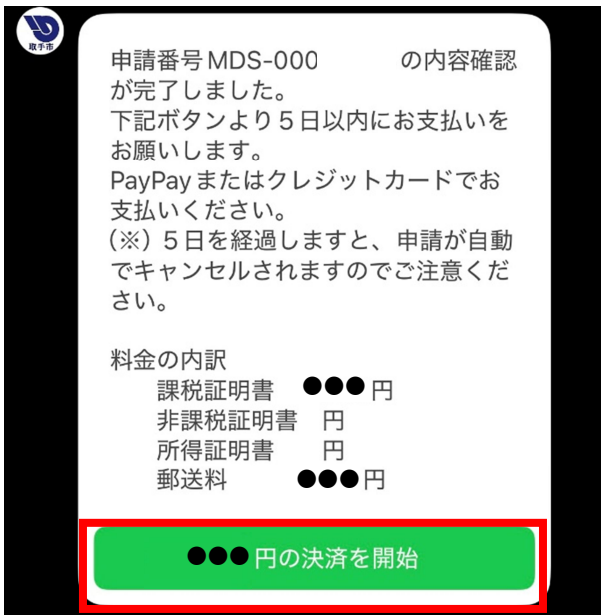 取手市
申請番号MDS-000 の内容確認
が完了しました。
下記ボタンより5日以内にお支払いを
お願いします。
PayPayまたはクレジットカードでお
支払いください。
(※)５日を経過しますと、申請が自動
でキャンセルされますのでご注意くだ
さい。
料金の内訳
課税証明書 ●●●円
非課税証明書 円
所得証明書 円
郵送料 ●●●円
●●●円の決済を開始